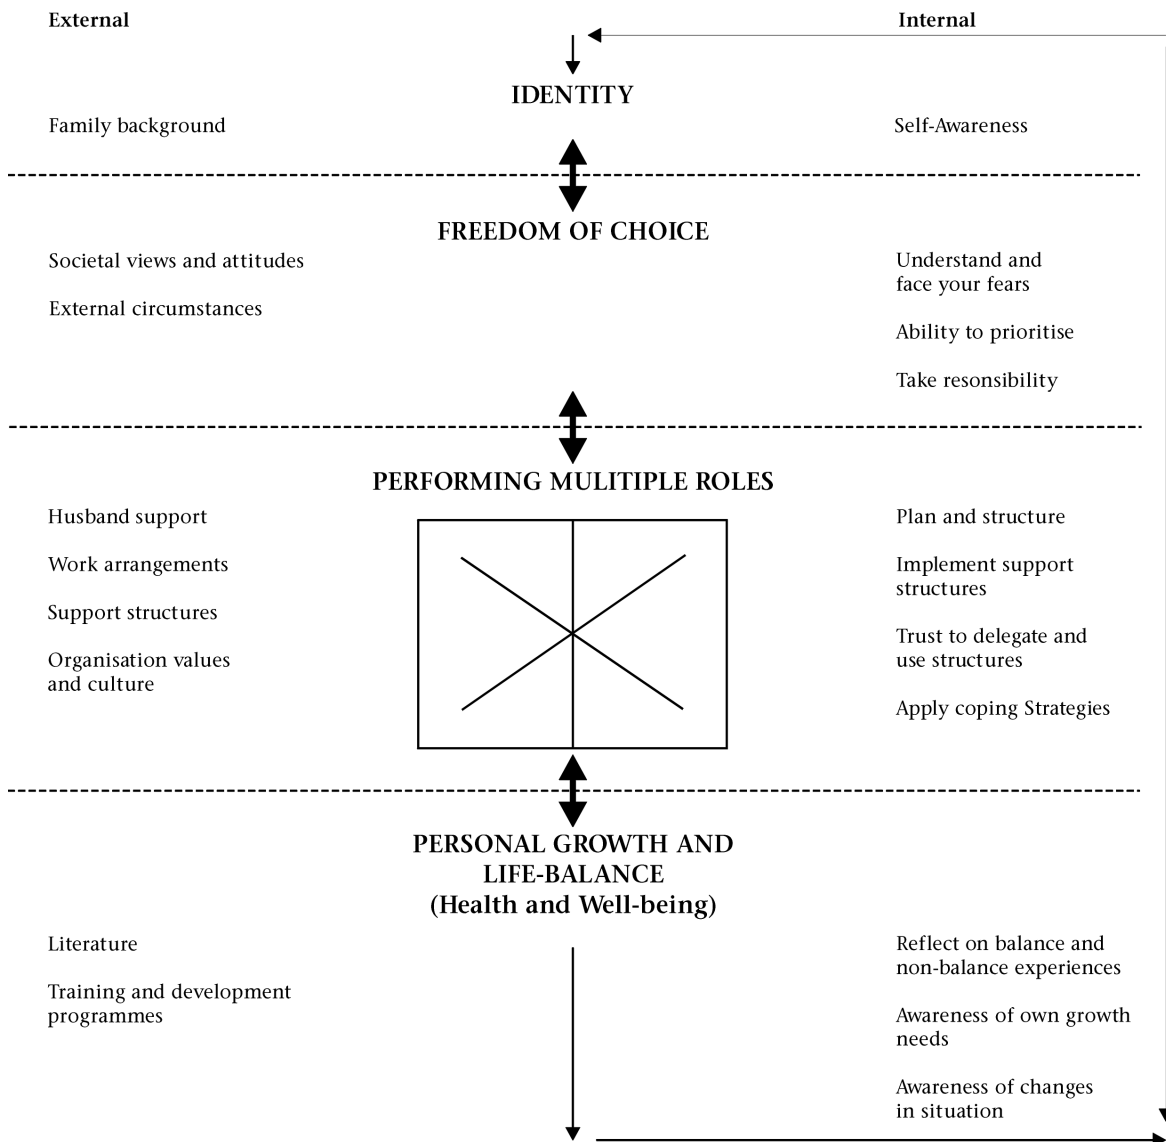 External
Internal
IDENTITY
Family background
Self-Awareness
FREEDOM OF CHOICE
Societal views and attitudes
External circumstances
Understand and
face your fears
Ability to prioritise
Take resonsibility
PERFORMING MULITIPLE ROLES
Husband support
Work arrangements
Support structures
Organisation values
and culture
Plan and structure
Implement support
structures
Trust to delegate and
use structures
Apply coping Strategies
PERSONAL GROWTH AND
LIFE-BALANCE
(Health and Well-being)
Literature
Training and development
programmes
Reflect on balance and
non-balance experiences
Awareness of own growth
needs
Awareness of changes
in situation